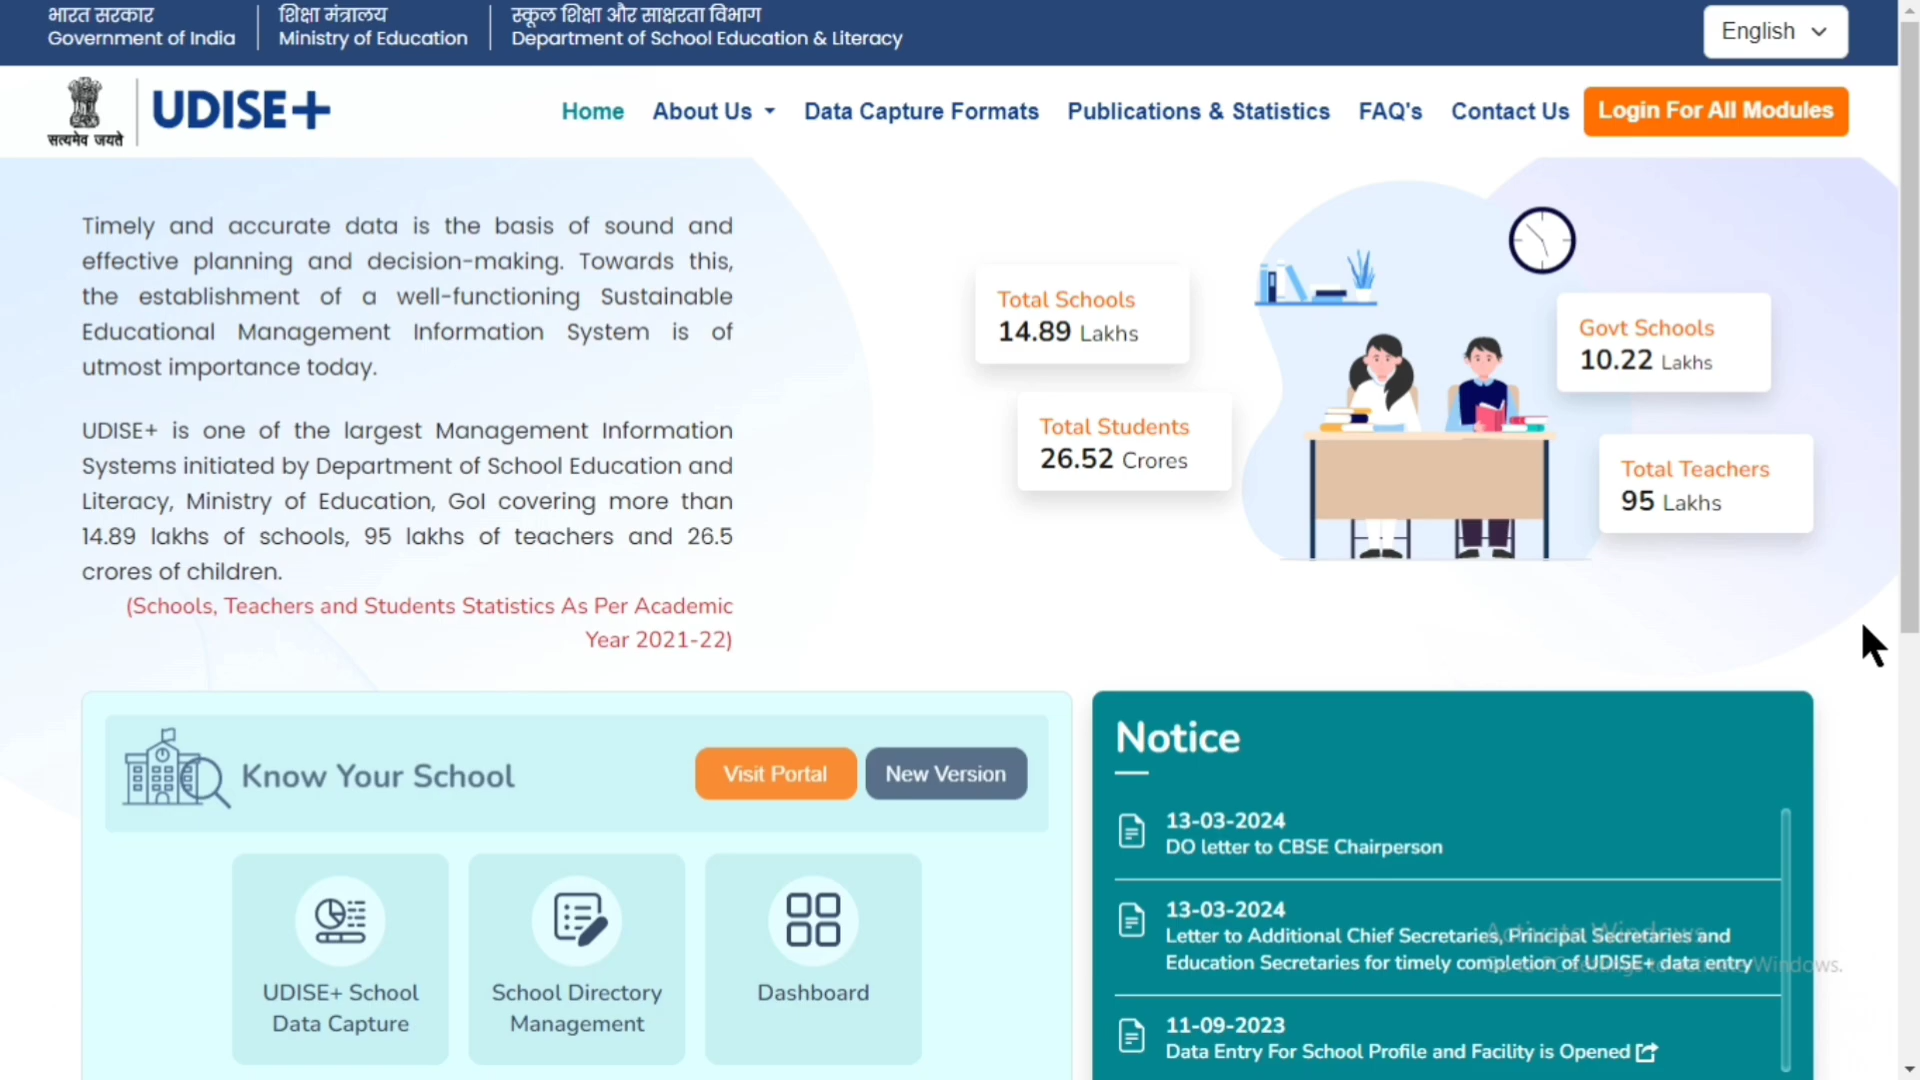 भारत सरकार
Government of India
शिक्षा मंत्रालय
Ministry of Education
स्कूल शिक्षा और साक्षरता विभाग
Department of School Education & Literacy
English
सत्यमेव जयते
UDISE+
Home
About Us
Data Capture Formats
Publications & Statistics
FAQ's
Contact Us
Login For All Modules
Timely and accurate data is the basis of sound and
effective planning and decision-making. Towards this,
the establishment of a well-functioning Sustainable
Educational Management Information System is of
utmost importance today.
UDISE+ is one of the largest Management Information
Systems initiated by Department of School Education and
Literacy, Ministry of Education, GoI covering more than
14.89 lakhs of schools, 95 lakhs of teachers and 26.5
crores of children.
(Schools, Teachers and Students Statistics As Per Academic
Year 2021-22)
Total Schools
14.89 Lakhs
Total Students
26.52 Crores
Govt Schools
10.22 Lakhs
Total Teachers
95 Lakhs
Know Your School
Visit Portal
New Version
UDISE+ School
Data Capture
School Directory
Management
Dashboard
Notice
13-03-2024
DO letter to CBSE Chairperson
13-03-2024
Letter to Additional Chief Secretaries, Principal Secretaries and
Education Secretaries for timely completion of UDISE+ data entry
11-09-2023
Data Entry For School Profile and Facility is Opened
Activate Windows
Go to PC settings to activate Windows.